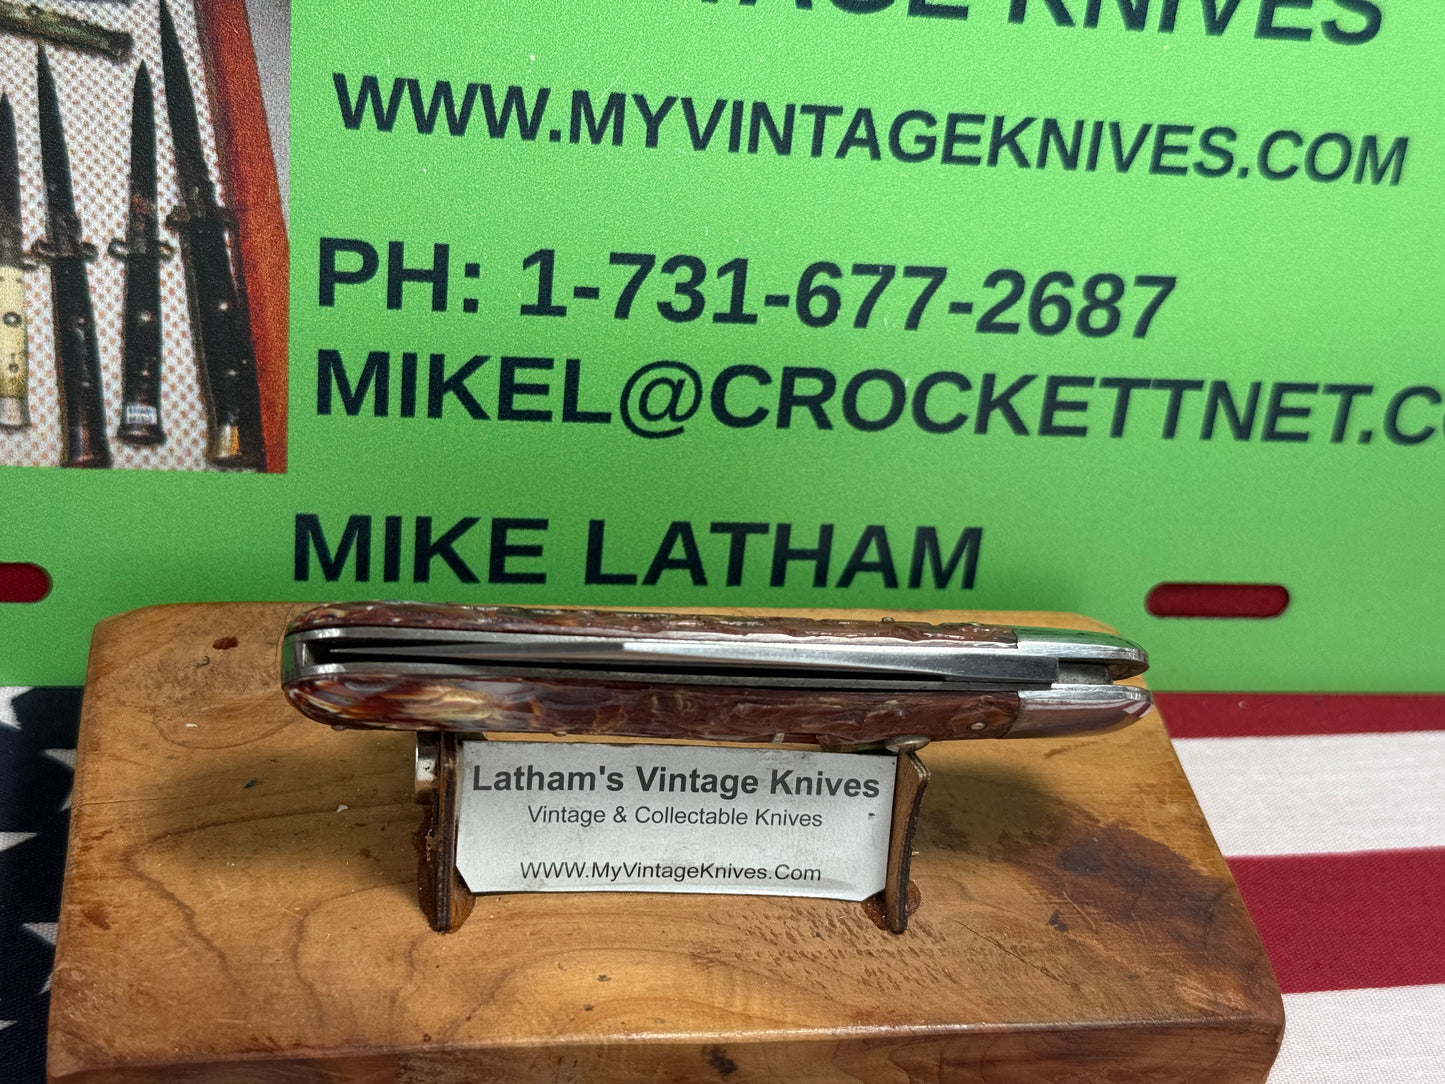 KNIVES
WWW.MYVINTAGEKNIVES.COM
PH: 1-731-677-2687
MIKEL@CROCKETTNET.C
MIKE LATHAM
Latham's Vintage Knives
Vintage & Collectable Knives
WWW.MyVintageKnives.Com